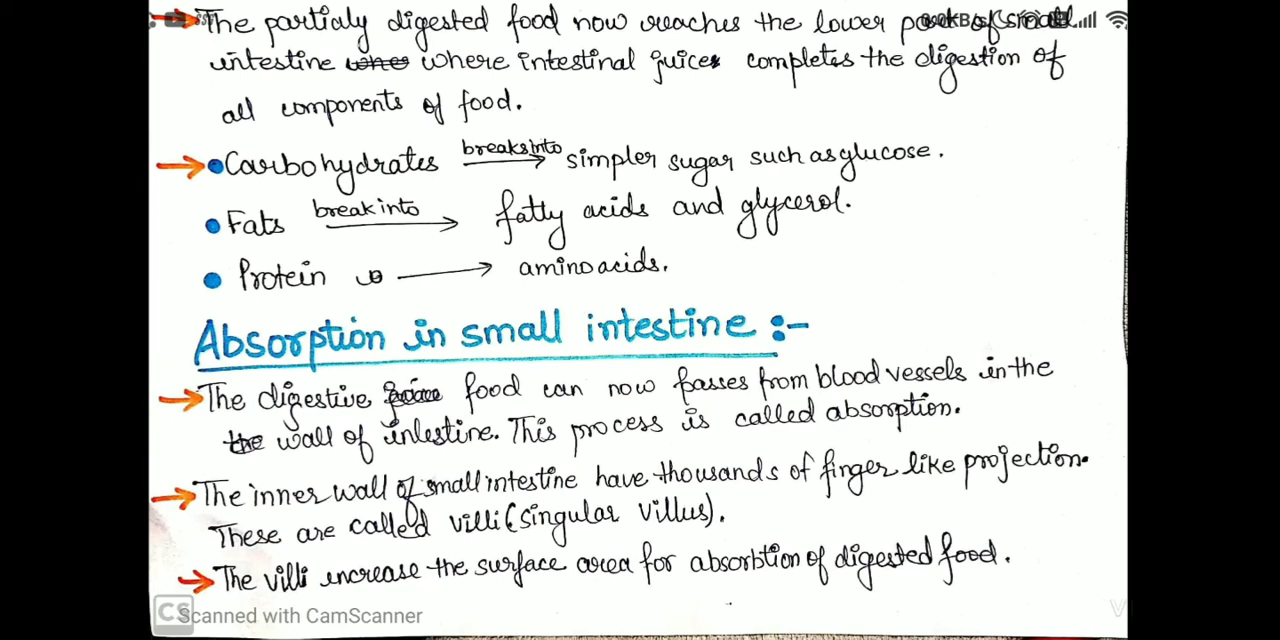 The partialy digested food now reaches the lower part of small
intestine where intestinal juices completes the digestion of
all components of food.
Carbohydrates breaks into simpler sugar such as glucose.
Fats break into fatty acids and glycerol.
Protein aminoacids.
Absorption in small intestine :-
The digestive food can now passes from blood vessels in the
the wall of intestine. This process is called absorption.
The inner wall of small intestine have thousands of finger like projection.
These are called villi (singular villus).
The villi increase the surface area for absorbtion of digested food.
CS Scanned with CamScanner